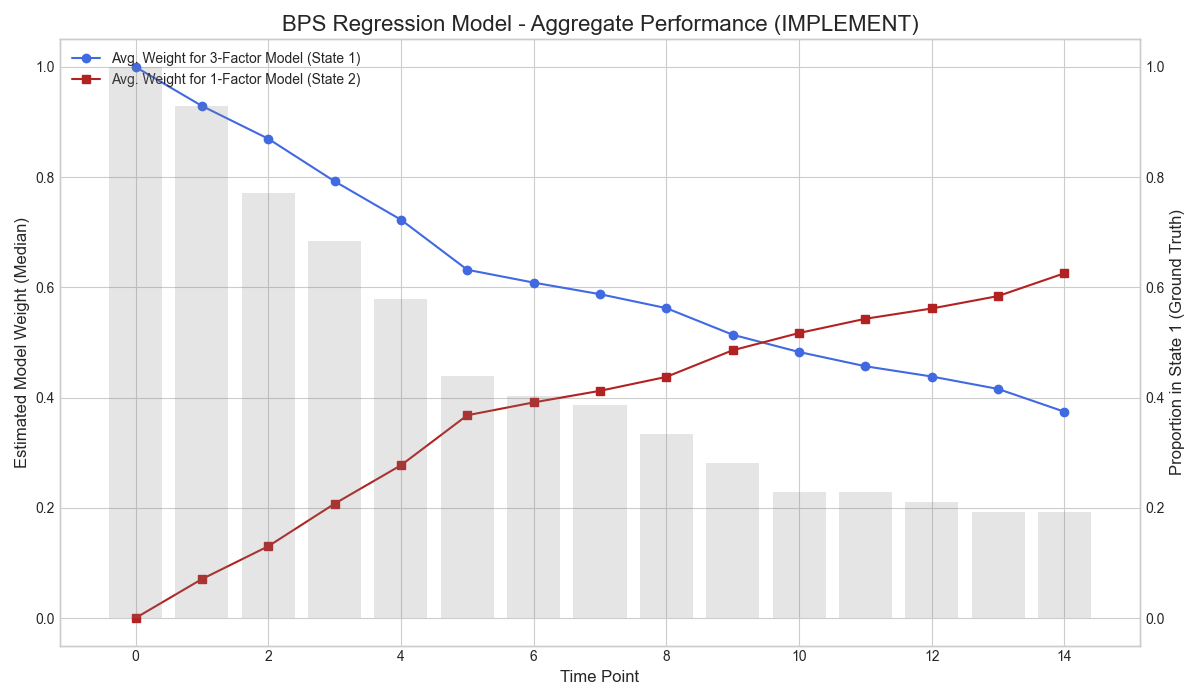 BPS Regression Model - Aggregate Performance (IMPLEMENT)
Avg. Weight for 3-Factor Model (State 1)
Avg. Weight for 1-Factor Model (State 2)
Estimated Model Weight (Median)
1.0
0.8
0.6
0.4
0.2
0.0
1.0
0.8
0.6
0.4
0.2
0.0
Proportion in State 1 (Ground Truth)
0 2 4 6 8 10 12 14
Time Point